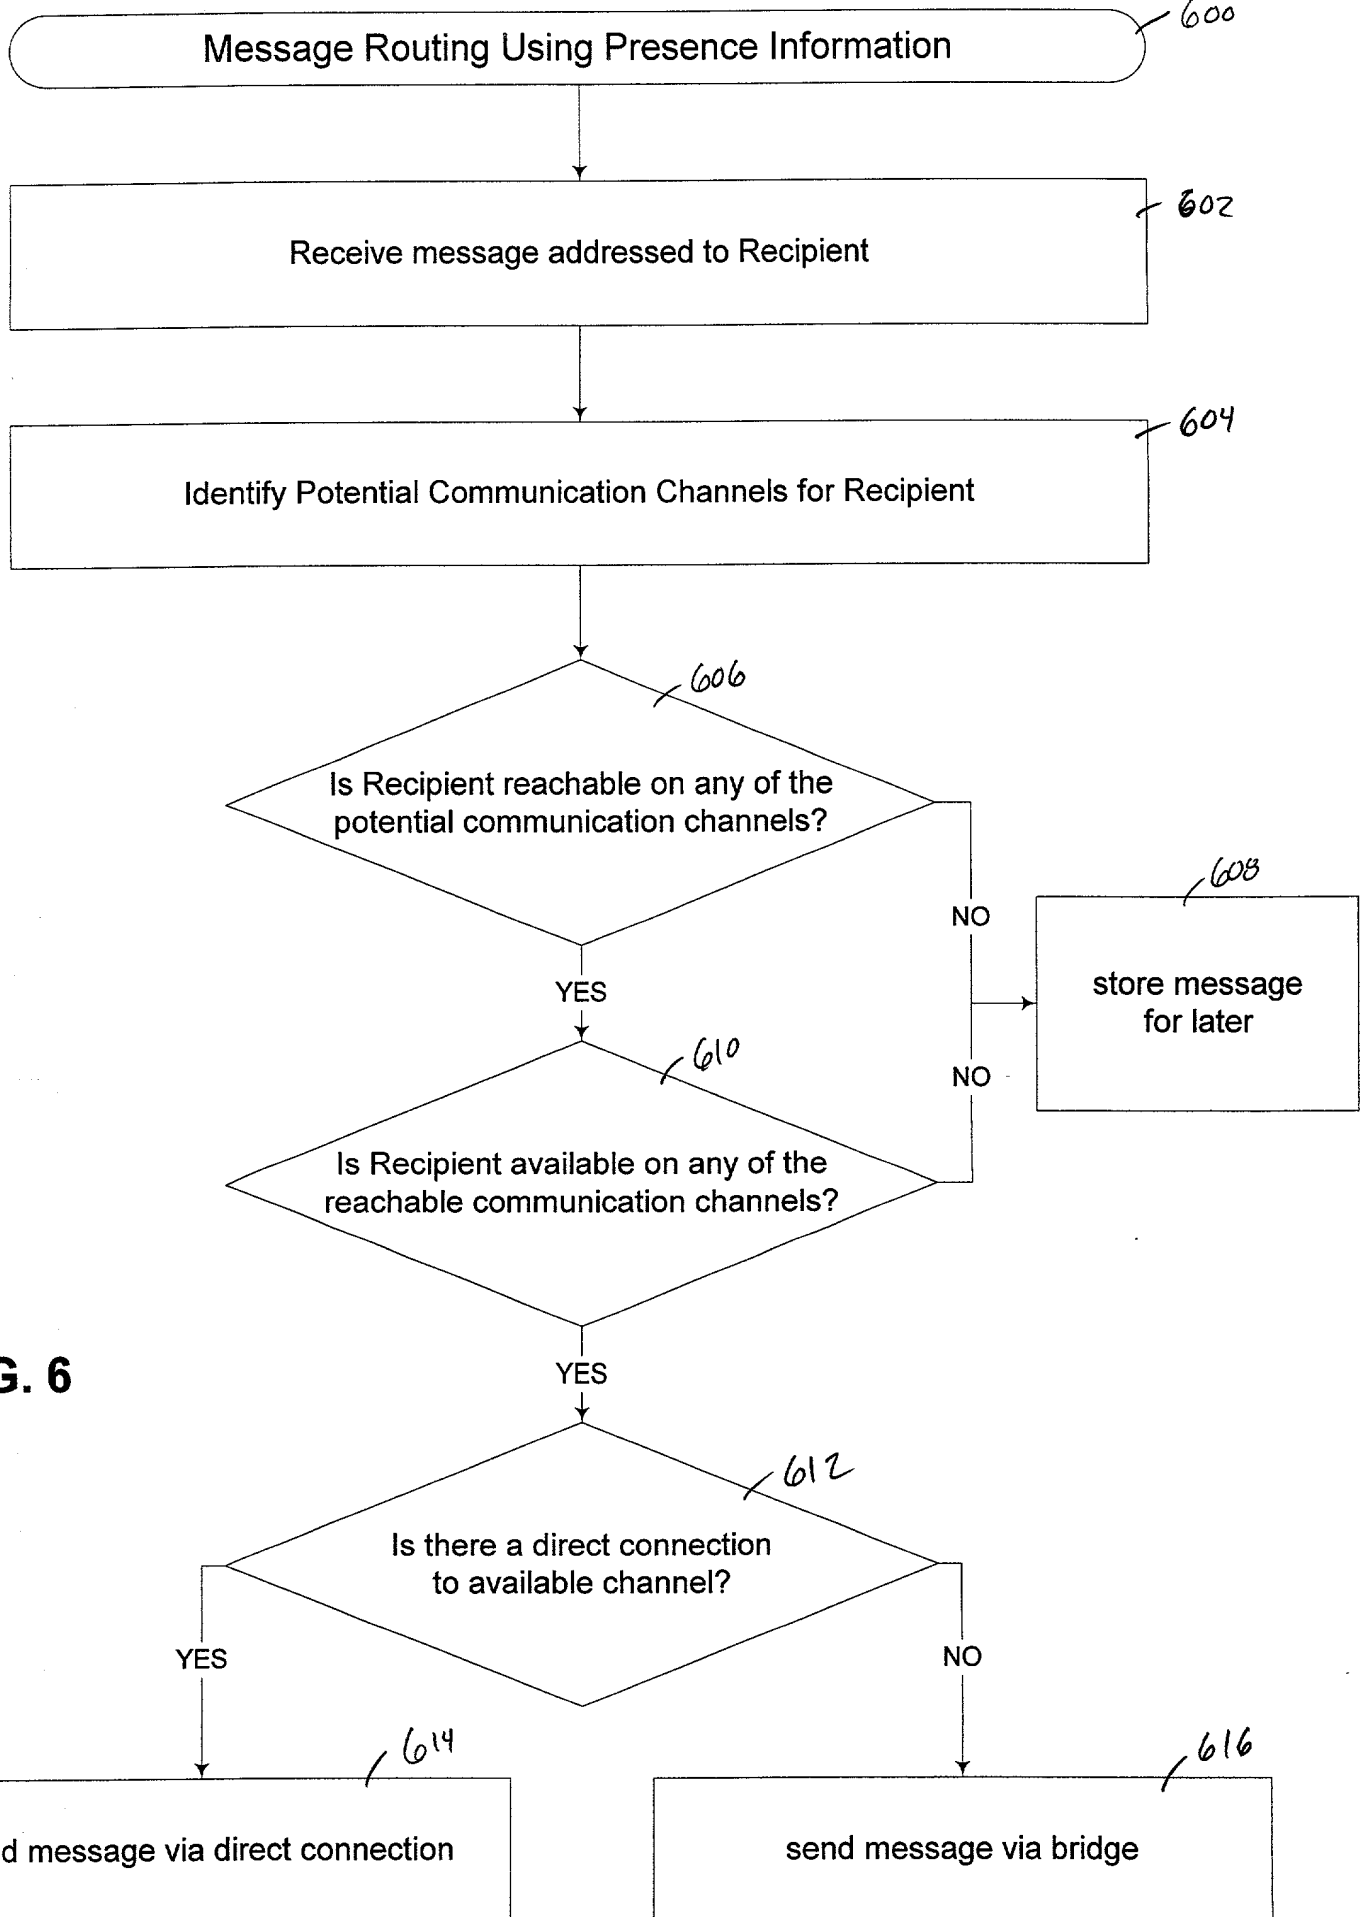 600
Message Routing Using Presence Information
602
Receive message addressed to Recipient
604
Identify Potential Communication Channels for Recipient
606
Is Recipient reachable on any of the
potential communication channels?
608
NO
store message
for later
YES
610
NO
Is Recipient available on any of the
reachable communication channels?
G. 6
YES
612
Is there a direct connection
to available channel?
YES
NO
614
616
d message via direct connection
send message via bridge